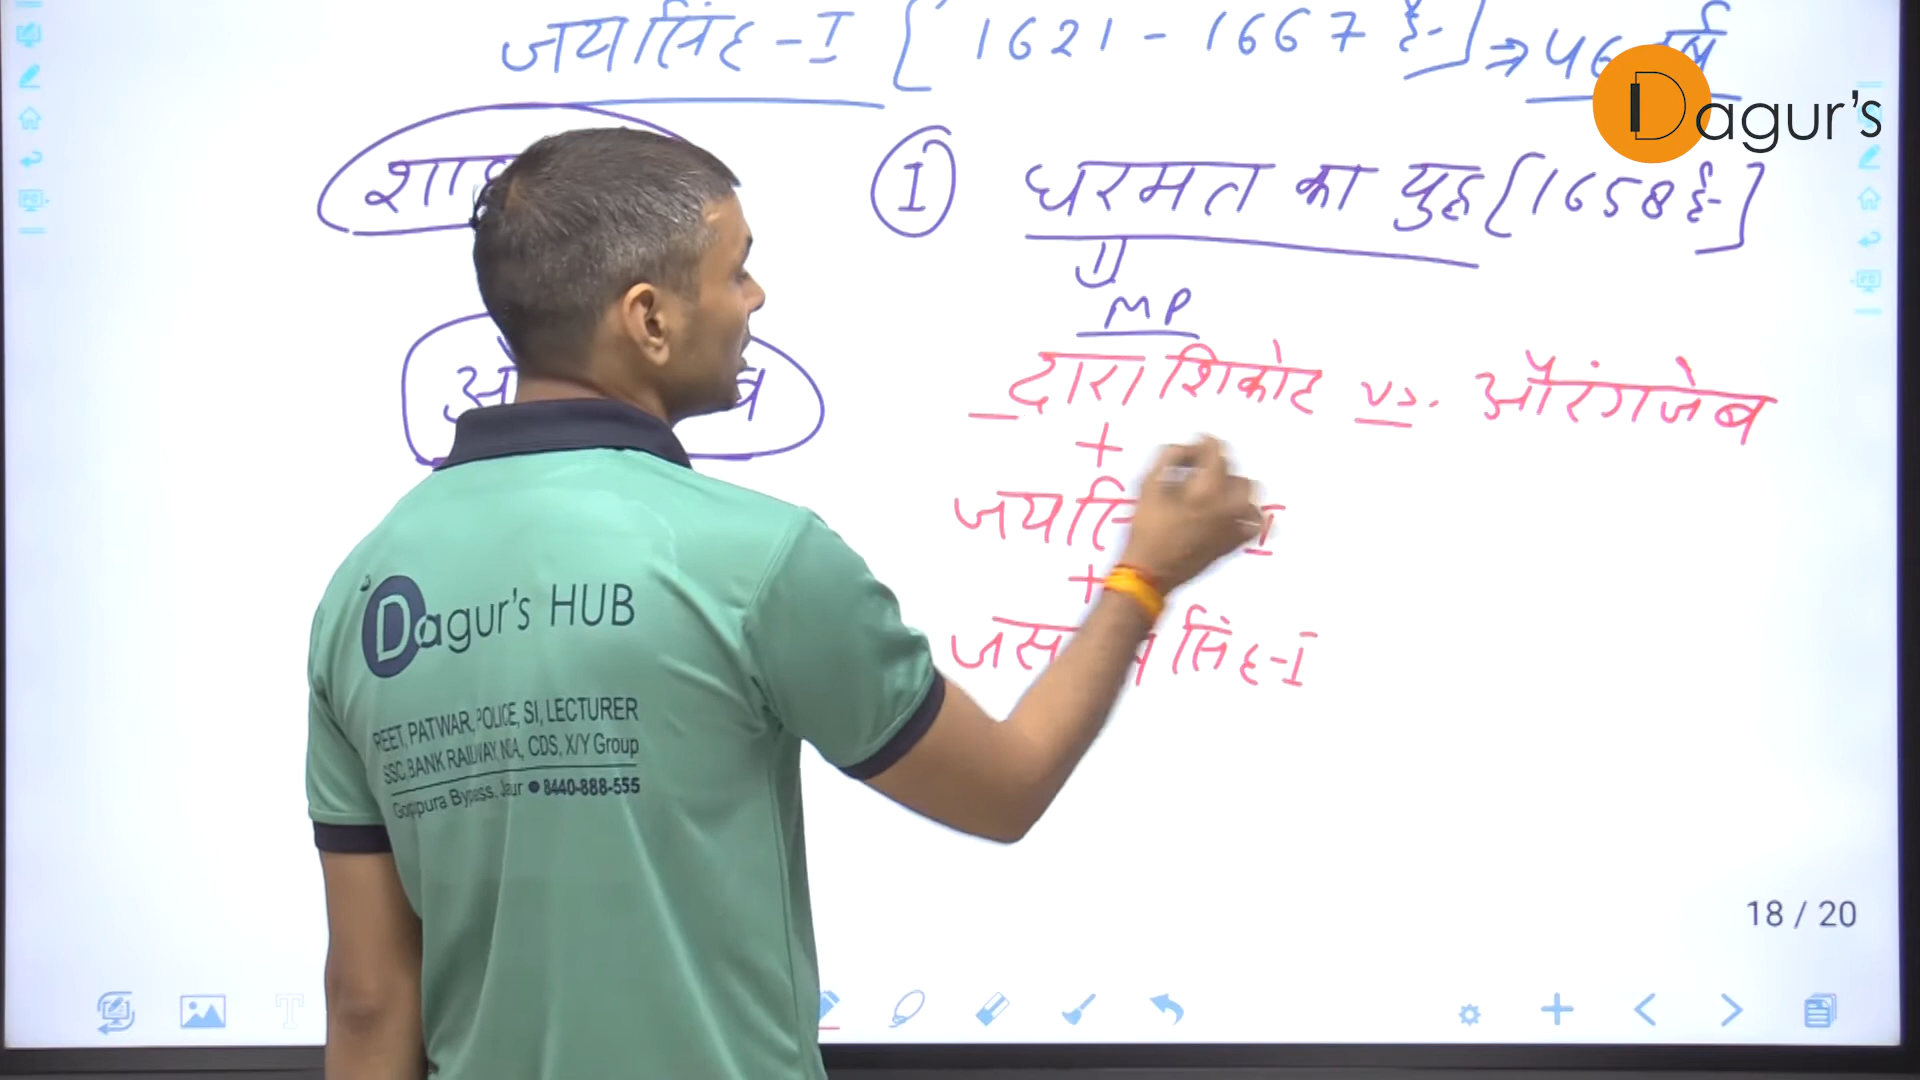 जयसिंह-I [1621-1667 ई॰] ⇒ 46 वर्ष
Dagur's
I धरमत का युद्ध [1658 ई॰]
MP
दाराशिकोह vs. औरंगजेब
+
I
+
सिंह-I
Dagur's HUB
REET, PATWAR, POLICE, SI, LECTURER
SSC, BANK RAILWAY, NDA, CDS, X/Y Group
Bypass, 8440-888-555
18 / 20